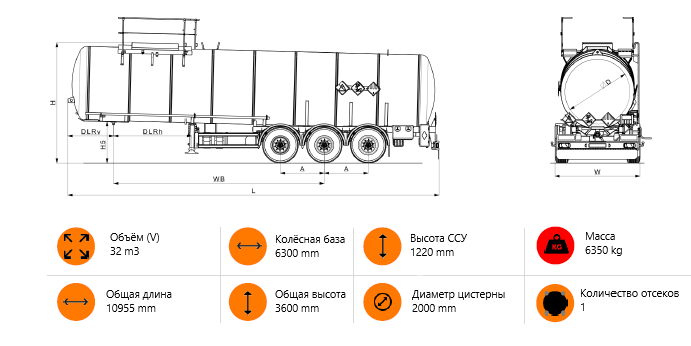 H
DLRv
DLRh
H5
A
A
WB
L
D
W
Объём (V)
32 m3
Колёсная база
6300 mm
Высота ССУ
1220 mm
KG
Масса
6350 kg
Общая длина
10955 mm
Общая высота
3600 mm
Диаметр цистерны
2000 mm
Количество отсеков
1